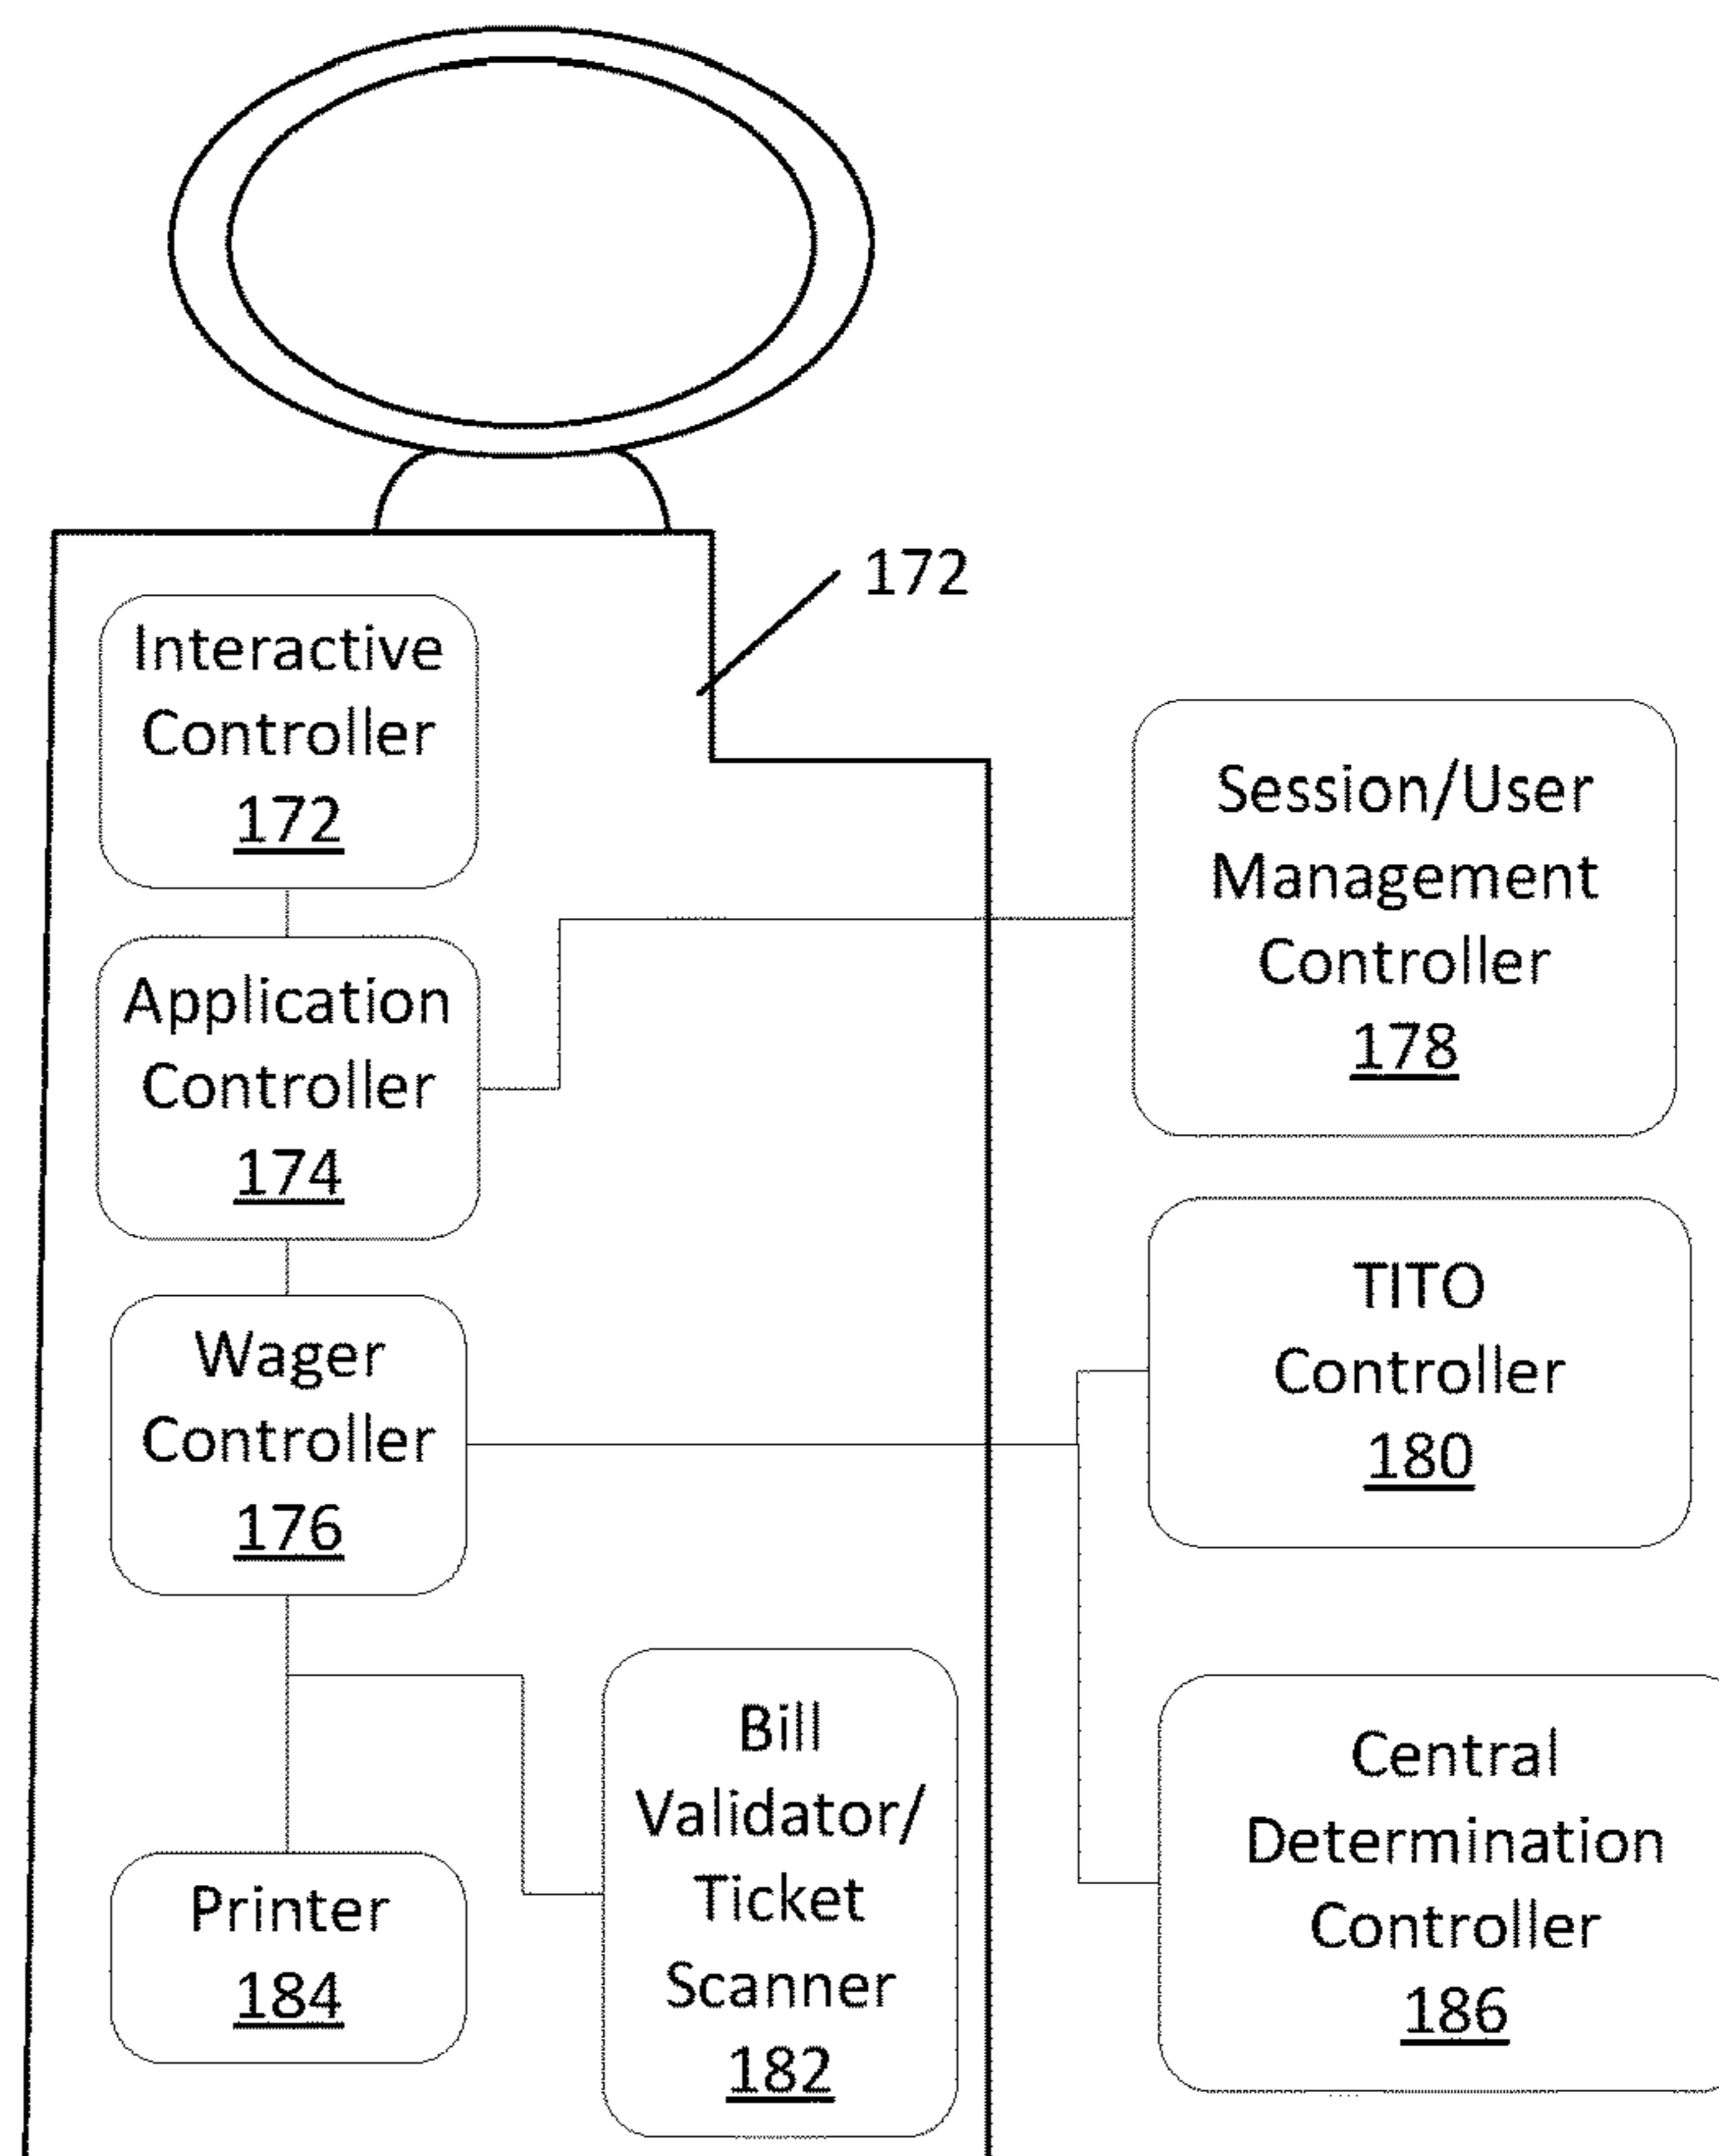 172
Interactive
Controller
172
Application
Controller
174
Wager
Controller
176
Printer
184
Bill
Validator/
Ticket
Scanner
182
Session/User
Management
Controller
178
TITO
Controller
180
Central
Determination
Controller
186